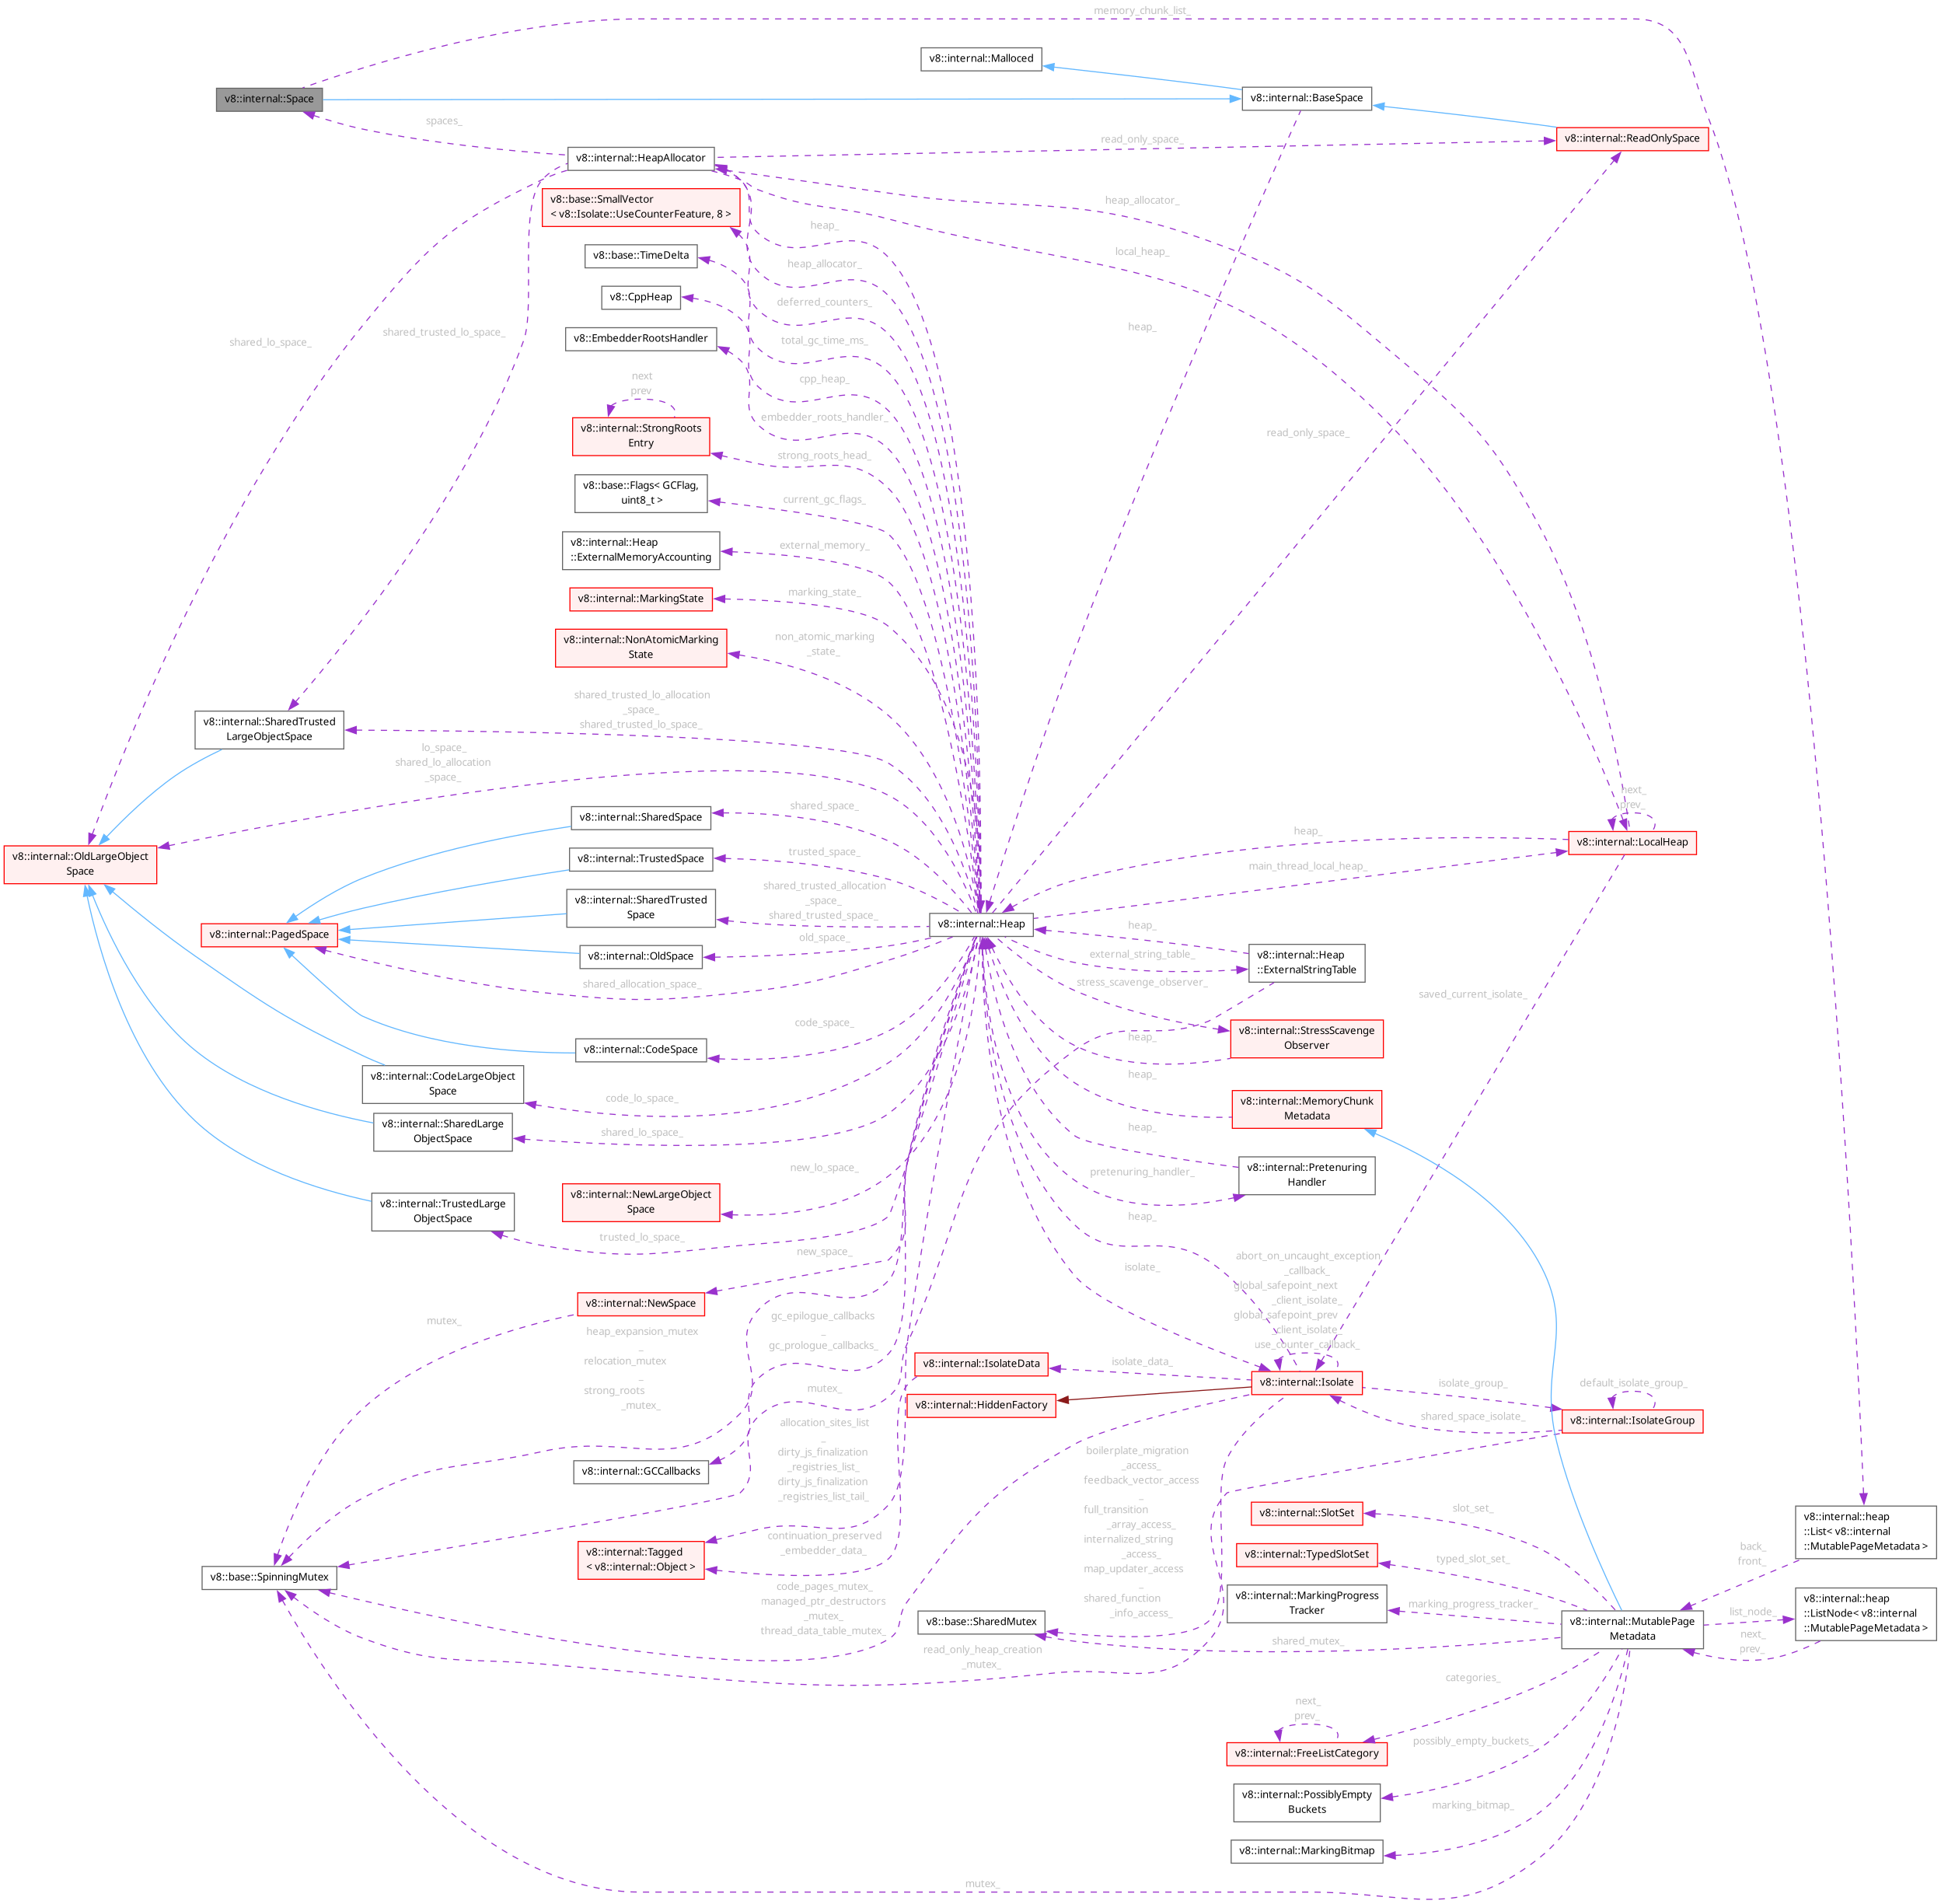 memory_chunk_list_
v8::internal::Malloced
v8::internal::Space
v8::internal::BaseSpace
spaces_
read_only_space_
v8::internal::ReadOnlySpace
v8::internal::HeapAllocator
v8::base::SmallVector
< v8::Isolate::UseCounterFeature, 8 >
heap_allocator_
heap_
v8::base::TimeDelta
local_heap_
heap_allocator_
v8::CppHeap
deferred_counters_
heap_
v8::EmbedderRootsHandler
shared_lo_space_
shared_trusted_lo_space_
total_gc_time_ms_
next
prev
cpp_heap_
v8::internal::StrongRoots
Entry
embedder_roots_handler_
read_only_space_
strong_roots_head_
v8::base::Flags< GCFlag,
uint8_t >
current_gc_flags_
v8::internal::Heap
::ExternalMemoryAccounting
external_memory_
v8::internal::MarkingState
marking_state_
v8::internal::NonAtomicMarking
State
non_atomic_marking
_state_
v8::internal::SharedTrusted
LargeObjectSpace
shared_trusted_lo_allocation
_space_
shared_trusted_lo_space_
lo_space_
shared_lo_allocation
_space_
next_
prev_
v8::internal::SharedSpace
shared_space_
heap_
v8::internal::LocalHeap
v8::internal::OldLargeObject
Space
v8::internal::TrustedSpace
trusted_space_
main_thread_local_heap_
v8::internal::SharedTrusted
Space
shared_trusted_allocation
_space_
shared_trusted_space_
v8::internal::Heap
v8::internal::PagedSpace
v8::internal::OldSpace
old_space_
heap_
external_string_table_
v8::internal::Heap
::ExternalStringTable
shared_allocation_space_
stress_scavenge_observer_
saved_current_isolate_
v8::internal::CodeSpace
code_space_
heap_
v8::internal::StressScavenge
Observer
v8::internal::CodeLargeObject
Space
code_lo_space_
heap_
v8::internal::MemoryChunk
Metadata
v8::internal::SharedLarge
ObjectSpace
shared_lo_space_
heap_
v8::internal::NewLargeObject
Space
new_lo_space_
pretenuring_handler_
v8::internal::Pretenuring
Handler
v8::internal::TrustedLarge
ObjectSpace
trusted_lo_space_
heap_
new_space_
isolate_
abort_on_uncaught_exception
_callback_
global_safepoint_next
_client_isolate_
global_safepoint_prev
_client_isolate_
use_counter_callback_
v8::internal::NewSpace
mutex_
heap_expansion_mutex
_
relocation_mutex
_
strong_roots
_mutex_
gc_epilogue_callbacks
_
gc_prologue_callbacks_
v8::internal::IsolateData
isolate_data_
v8::internal::Isolate
isolate_group_
default_isolate_group_
v8::internal::HiddenFactory
mutex_
shared_space_isolate_
v8::internal::IsolateGroup
v8::internal::GCCallbacks
allocation_sites_list
_
dirty_js_finalization
_registries_list_
dirty_js_finalization
_registries_list_tail_
boilerplate_migration
_access_
feedback_vector_access
_
full_transition
_array_access_
internalized_string
_access_
map_updater_access
_
shared_function
_info_access_
v8::internal::SlotSet
slot_set_
v8::internal::heap
::List< v8::internal
::MutablePageMetadata >
v8::internal::Tagged
< v8::internal::Object >
continuation_preserved
_embedder_data_
v8::internal::TypedSlotSet
typed_slot_set_
back_
front_
v8::base::SpinningMutex
code_pages_mutex_
managed_ptr_destructors
_mutex_
thread_data_table_mutex_
v8::internal::MarkingProgress
Tracker
marking_progress_tracker_
v8::base::SharedMutex
v8::internal::MutablePage
Metadata
list_node_
v8::internal::heap
::ListNode< v8::internal
::MutablePageMetadata >
read_only_heap_creation
_mutex_
shared_mutex_
next_
prev_
next_
prev_
categories_
v8::internal::FreeListCategory
possibly_empty_buckets_
v8::internal::PossiblyEmpty
Buckets
marking_bitmap_
v8::internal::MarkingBitmap
mutex_